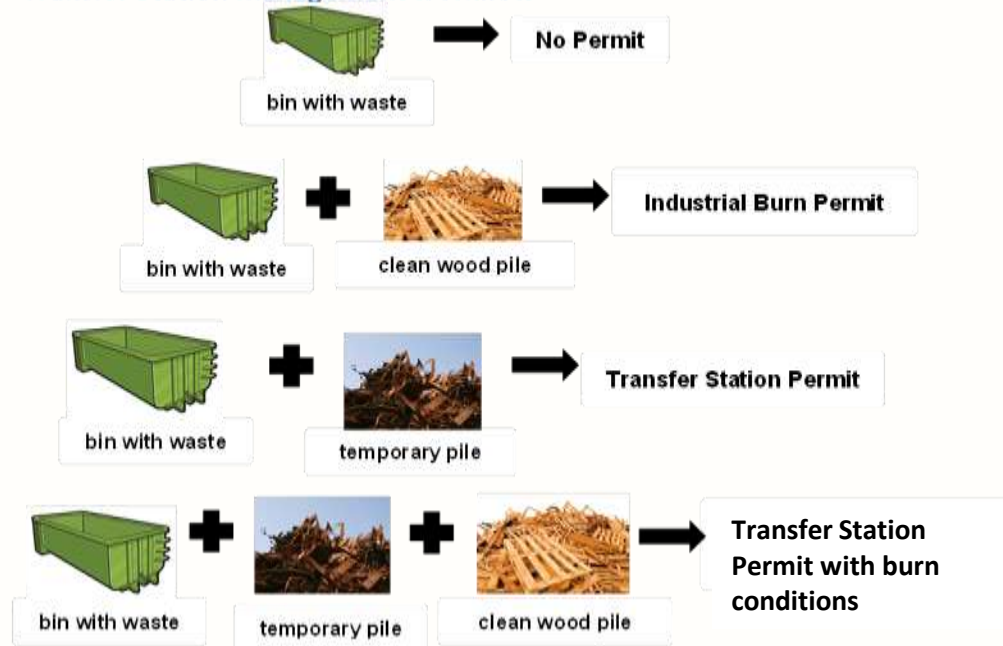 No Permit
bin with waste
Industrial Burn Permit
bin with waste
clean wood pile
Transfer Station Permit
bin with waste
temporary pile
Transfer Station
Permit with burn
conditions
bin with waste
temporary pile
clean wood pile